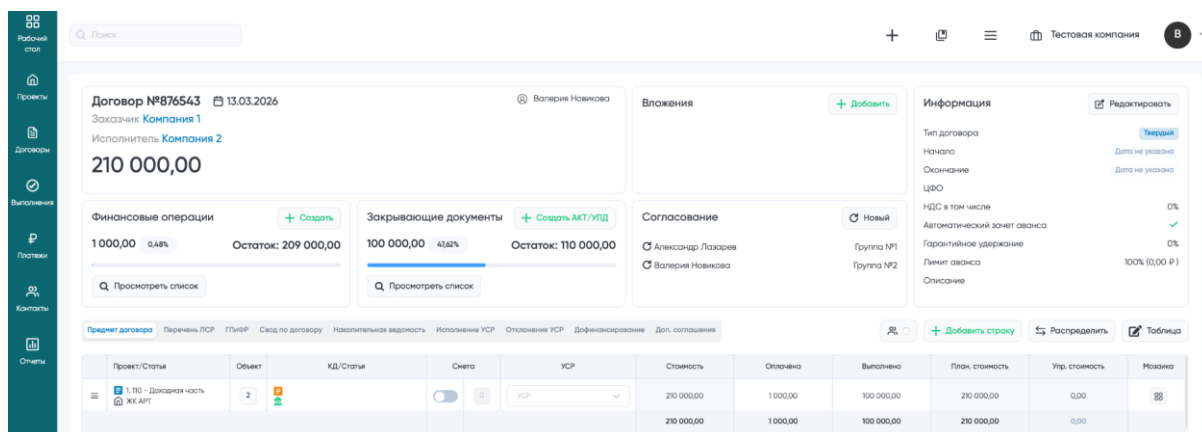 Рабочий стол
Поиск
Тестовая компания
В
Проекты
Договоры
Выполнения
Платежи
Контакты
Отчеты
Договор №876543 13.03.2026
Валерия Новикова
Заказчик Компания 1
Исполнитель Компания 2
210 000,00
Вложения
Добавить
Информация
Редактировать
Тип договора Твердый
Начало Дата не указана
Окончание Дата не указана
ЦФО
НДС в том числе 0%
Автоматический зачет аванса
Гарантийное удержание 0%
Лимит аванса 100% (0,00 ₽)
Описание
Финансовые операции
Создать
1 000,00 0,48% Остаток: 209 000,00
Просмотреть список
Закрывающие документы
Создать АКТ/УПД
100 000,00 47,62% Остаток: 110 000,00
Просмотреть список
Согласование
Новый
Александр Лазарев Группа №1
Валерия Новикова Группа №2
Предмет договора Перечень ЛСР ГПиФР Свод по договору Накопительная ведомость Исполнение УСР Отклонения УСР Дофинансирование Доп. соглашения
Добавить строку Распределить Таблица
Проект/Статья Объект КД/Статья Смета УСР Стоимость Оплачено Выполнено План. стоимость Упр. стоимость Мозаика
1. 110 - Доходная часть
ЖК АРТ
2 0 УСР 210 000,00 1 000,00 100 000,00 210 000,00 0,00
210 000,00 1 000,00 100 000,00 210 000,00 0,00